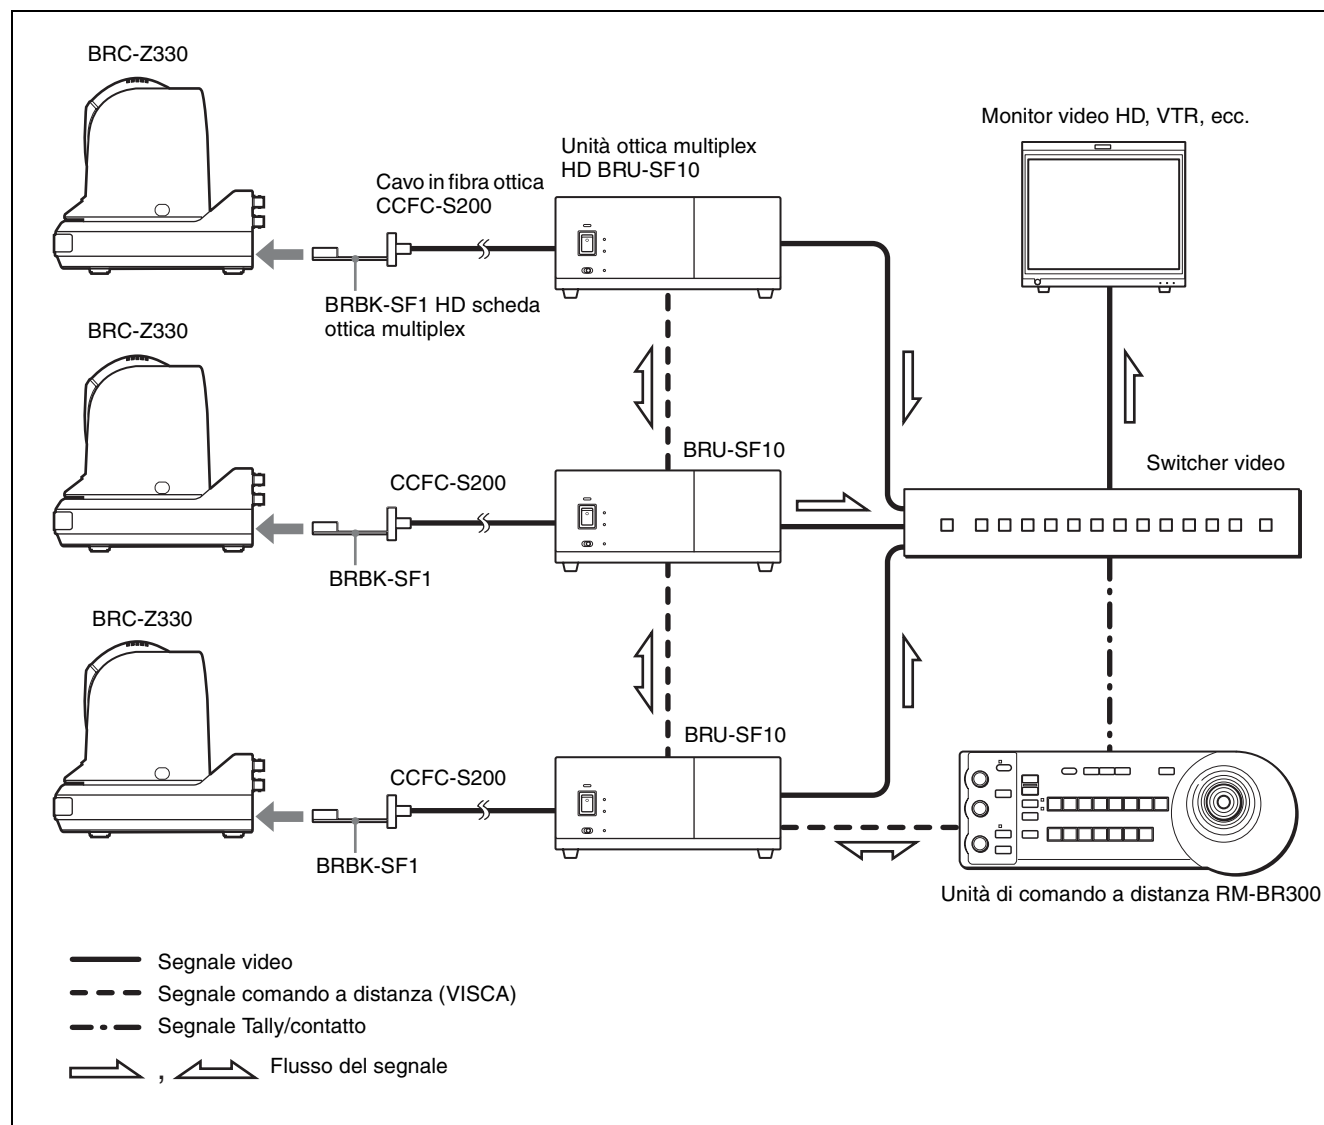 BRC-Z330
Monitor video HD, VTR, ecc.
Unità ottica multiplex
HD BRU-SF10
Cavo in fibra ottica
CCFC-S200
BRBK-SF1 HD scheda
ottica multiplex
BRC-Z330
BRU-SF10
Switcher video
CCFC-S200
BRBK-SF1
BRC-Z330
BRU-SF10
CCFC-S200
BRBK-SF1
Unità di comando a distanza RM-BR300
Segnale video
Segnale comando a distanza (VISCA)
Segnale Tally/contatto
, Flusso del segnale